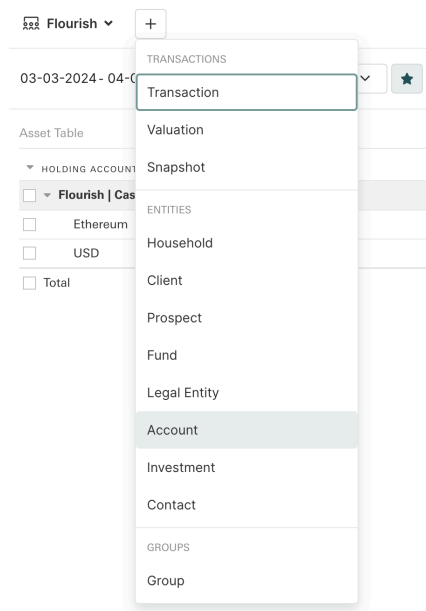 Flourish
+
TRANSACTIONS
03-03-2024 - 04-0
Transaction
Asset Table
Valuation
HOLDING ACCOUNT
Snapshot
Flourish | Cas
ENTITIES
Ethereum
Household
USD
Total
Client
Prospect
Fund
Legal Entity
Account
Investment
Contact
GROUPS
Group